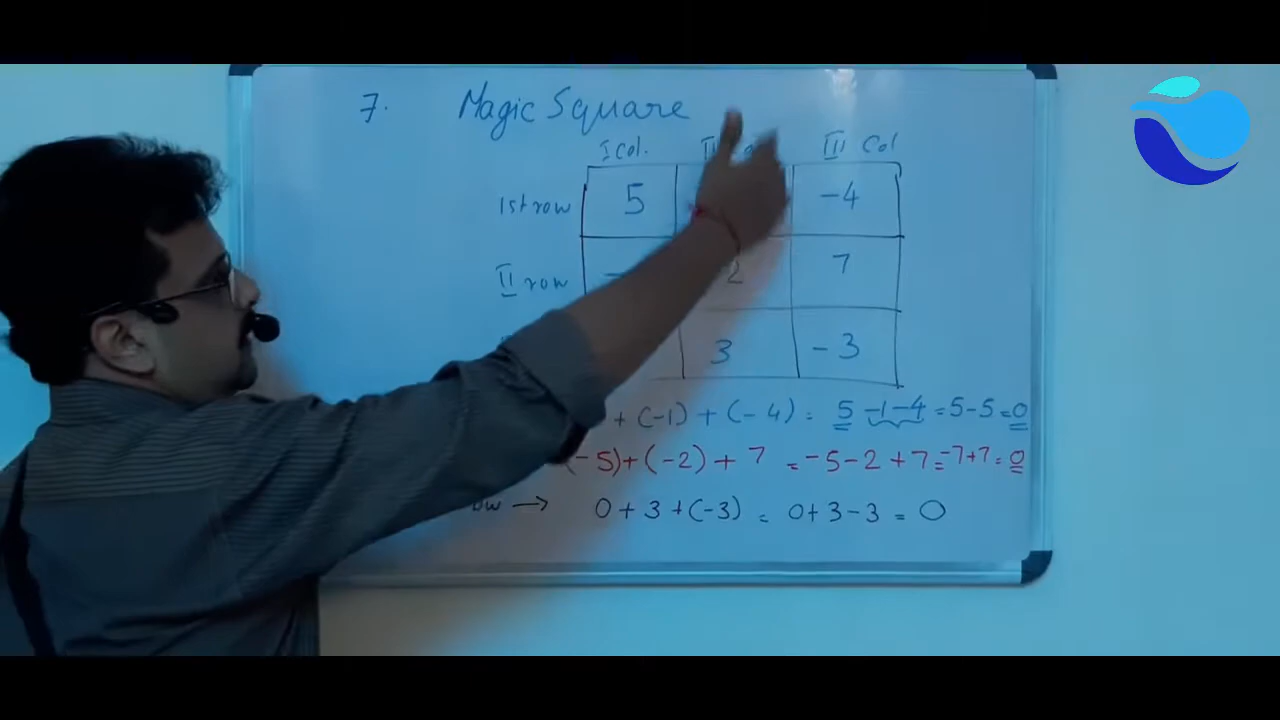 7. Magic Square
I Col. III Col
1st row 5 -4
II row 2 7
3 -3
+ (-1) + (-4) = 5 -1-4 = 5-5 = 0
(-5) + (-2) + 7 = -5-2+7 = -7+7 = 0
→ 0 + 3 + (-3) = 0+3-3 = 0